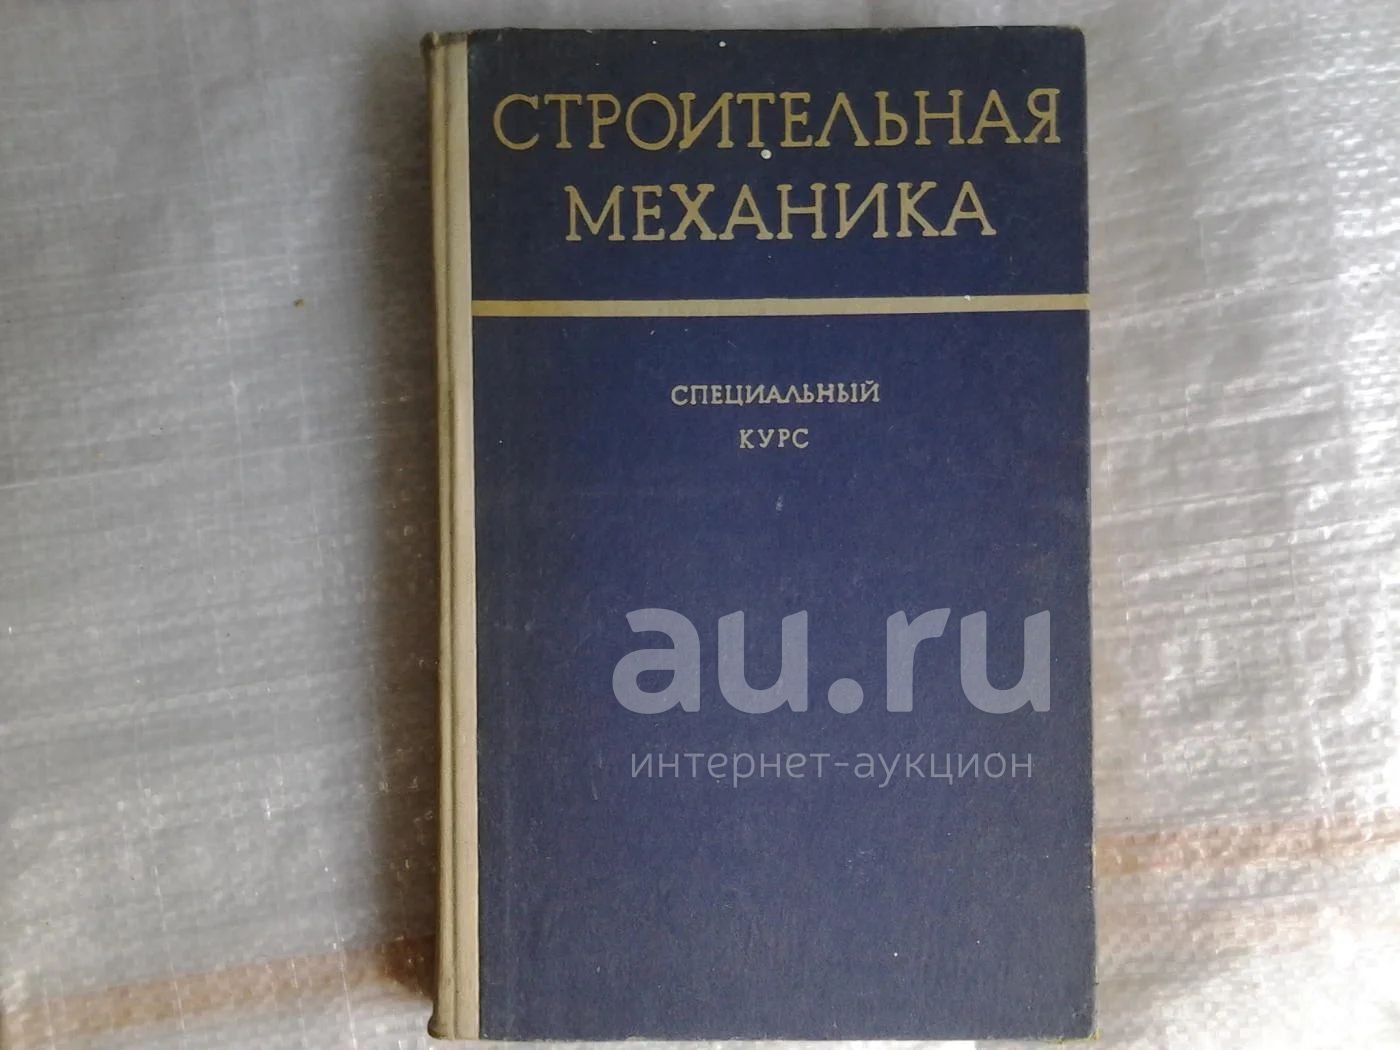 СТРОИТЕЛЬНАЯ
МЕХАНИКА
СПЕЦИАЛЬНЫЙ
КУРС
au.ru
интернет-аукцион